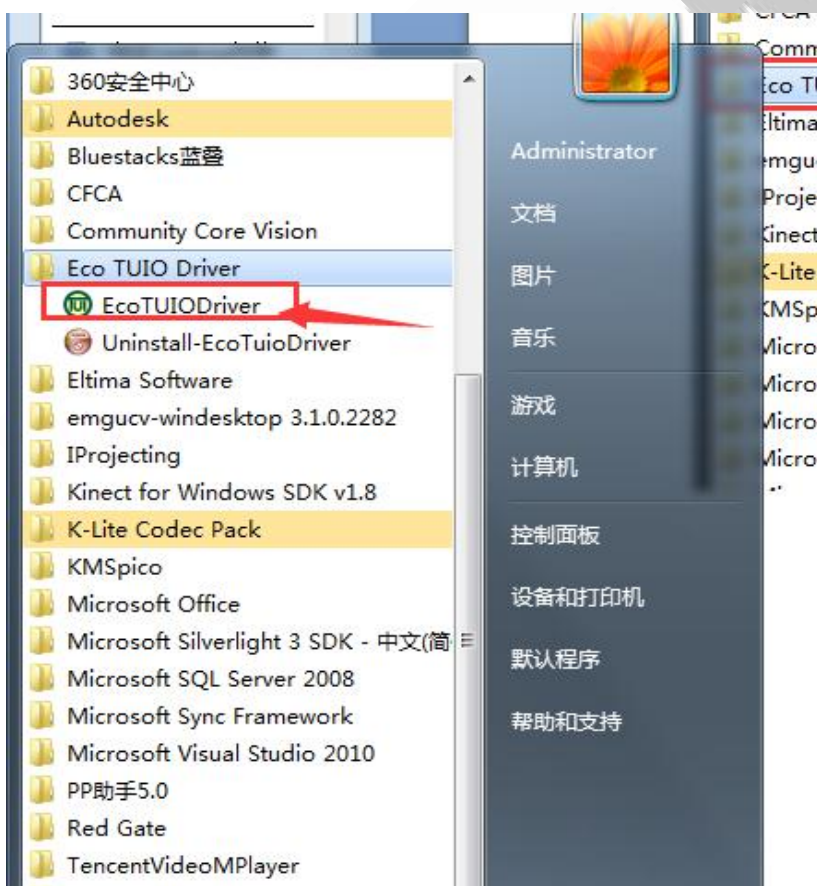 360安全中心
Autodesk
Bluestacks蓝叠
CFCA
Community Core Vision
Eco TUIO Driver
EcoTUIODriver
Uninstall-EcoTuioDriver
Eltima Software
emgucv-windesktop 3.1.0.2282
IProjecting
Kinect for Windows SDK v1.8
K-Lite Codec Pack
KMSpico
Microsoft Office
Microsoft Silverlight 3 SDK - 中文(简
Microsoft SQL Server 2008
Microsoft Sync Framework
Microsoft Visual Studio 2010
PP助手5.0
Red Gate
TencentVideoMPlayer
Administrator
文档
图片
音乐
游戏
计算机
控制面板
设备和打印机
默认程序
帮助和支持
CFCA
Comm
Eco TU
Eltima
emgu
IProje
Kinect
K-Lite
KMSp
Micro
Micro
Micro
Micro